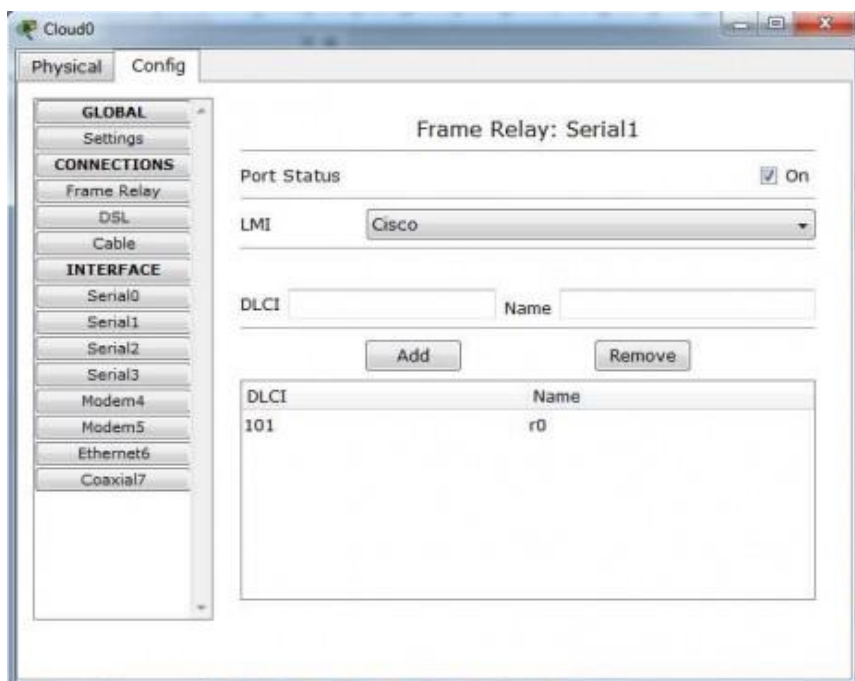 Cloud0
Physical Config
GLOBAL
Settings
CONNECTIONS
Frame Relay
DSL
Cable
INTERFACE
Serial0
Serial1
Serial2
Serial3
Modem4
Modem5
Ethernet6
Coaxial7
Frame Relay: Serial1
Port Status On
LMI Cisco
DLCI Name
Add Remove
DLCI Name
101 r0